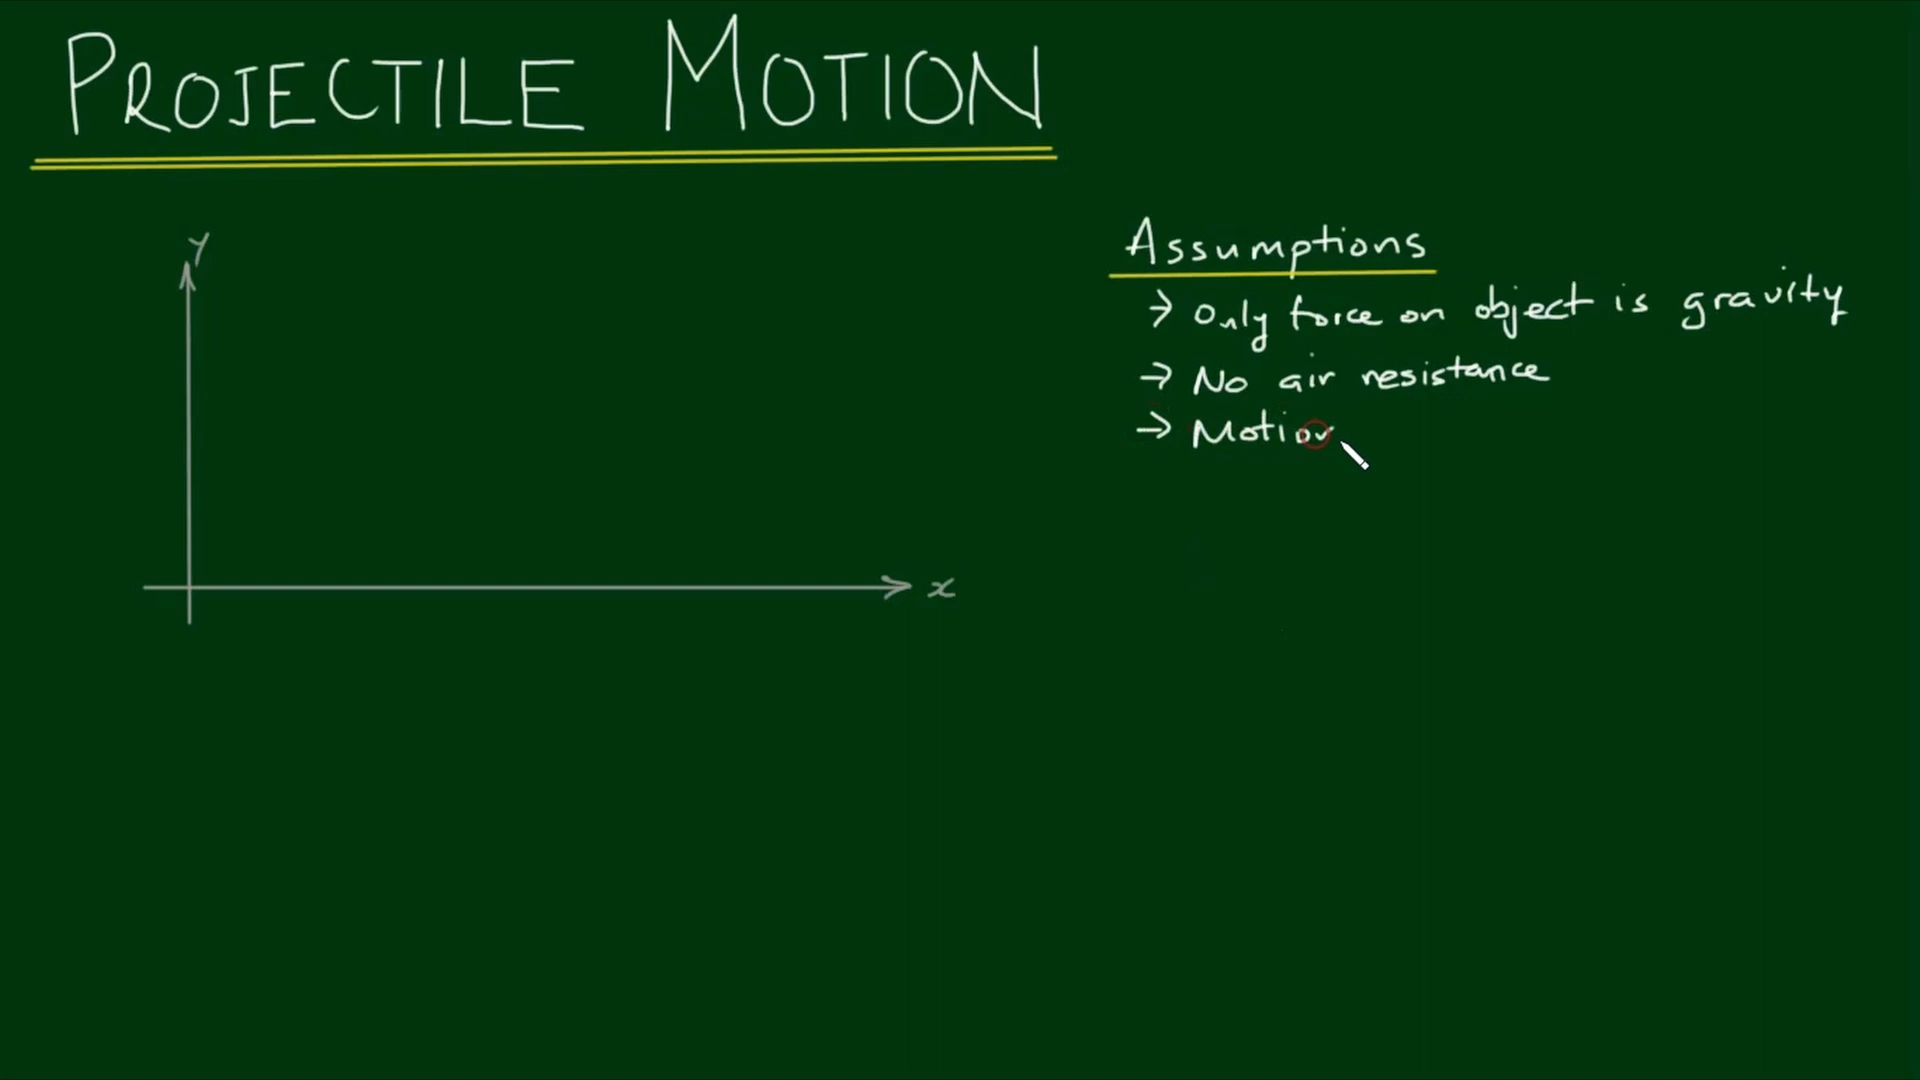 PROJECTILE MOTION
Y
Assumptions
→ Only force on object is gravity
→ No air resistance
→ Motion
x